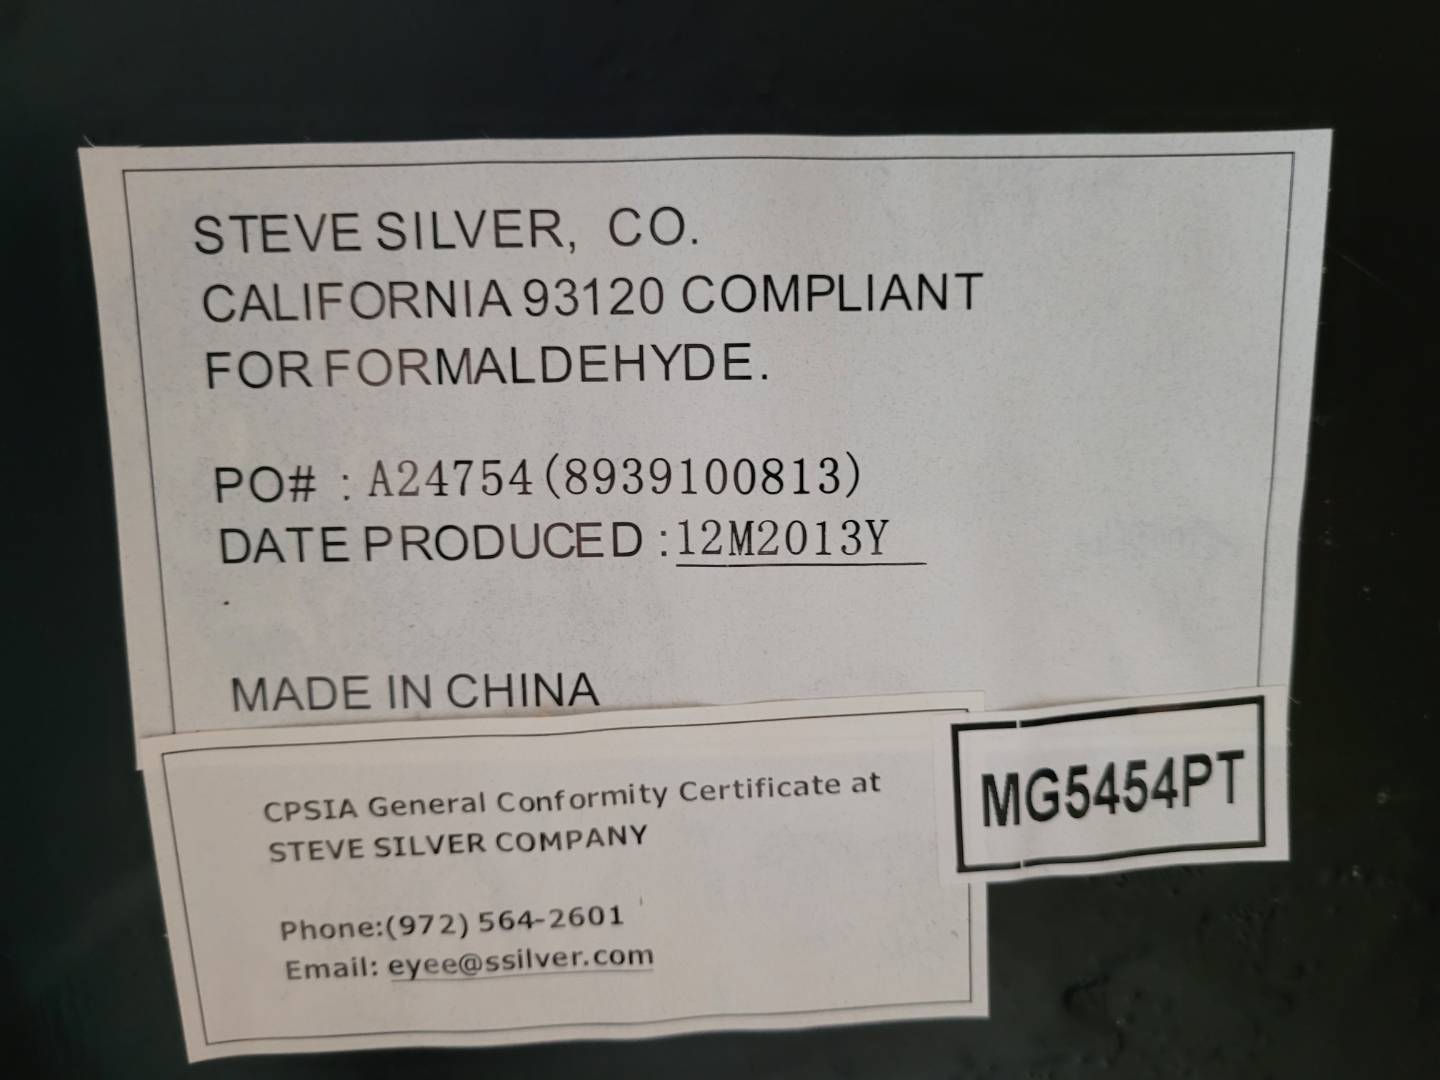 STEVE SILVER, CO.
CALIFORNIA 93120 COMPLIANT
FOR FORMALDEHYDE.
PO# : A24754(8939100813)
DATE PRODUCED :12M2013Y
MADE IN CHINA
MG5454PT
CPSIA General Conformity Certificate at
STEVE SILVER COMPANY
Phone:(972) 564-2601
Email: eyee@ssilver.com